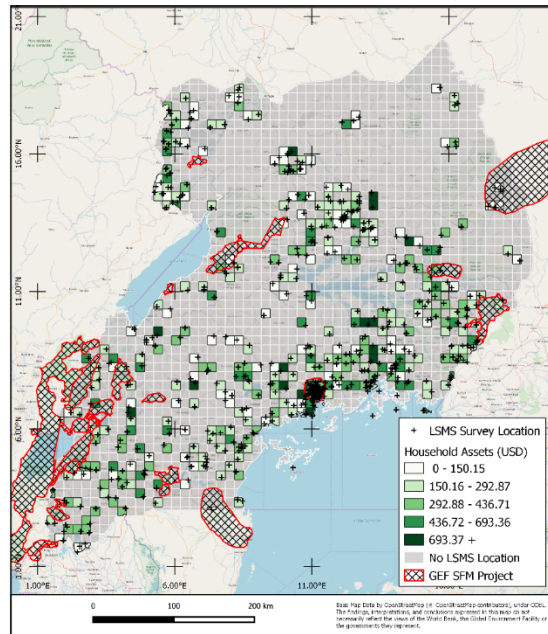 21.00°N
16.00°N
11.00°N
6.00°N
1.00°N
1.00°E
6.00°E
11.00°E
LSMS Survey Location
Household Assets (USD)
0 - 150.15
150.16 - 292.87
292.88 - 436.71
436.72 - 693.36
693.37 +
No LSMS Location
GEF SFM Project
0 100 200 km
Base Map Data by OpenStreetMap (© OpenStreetMap contributors), under ODbL.
The findings, interpretations, and conclusions expressed in this map do not
necessarily reflect the views of the World Bank, the Global Environment Facility or
the governments they represent.